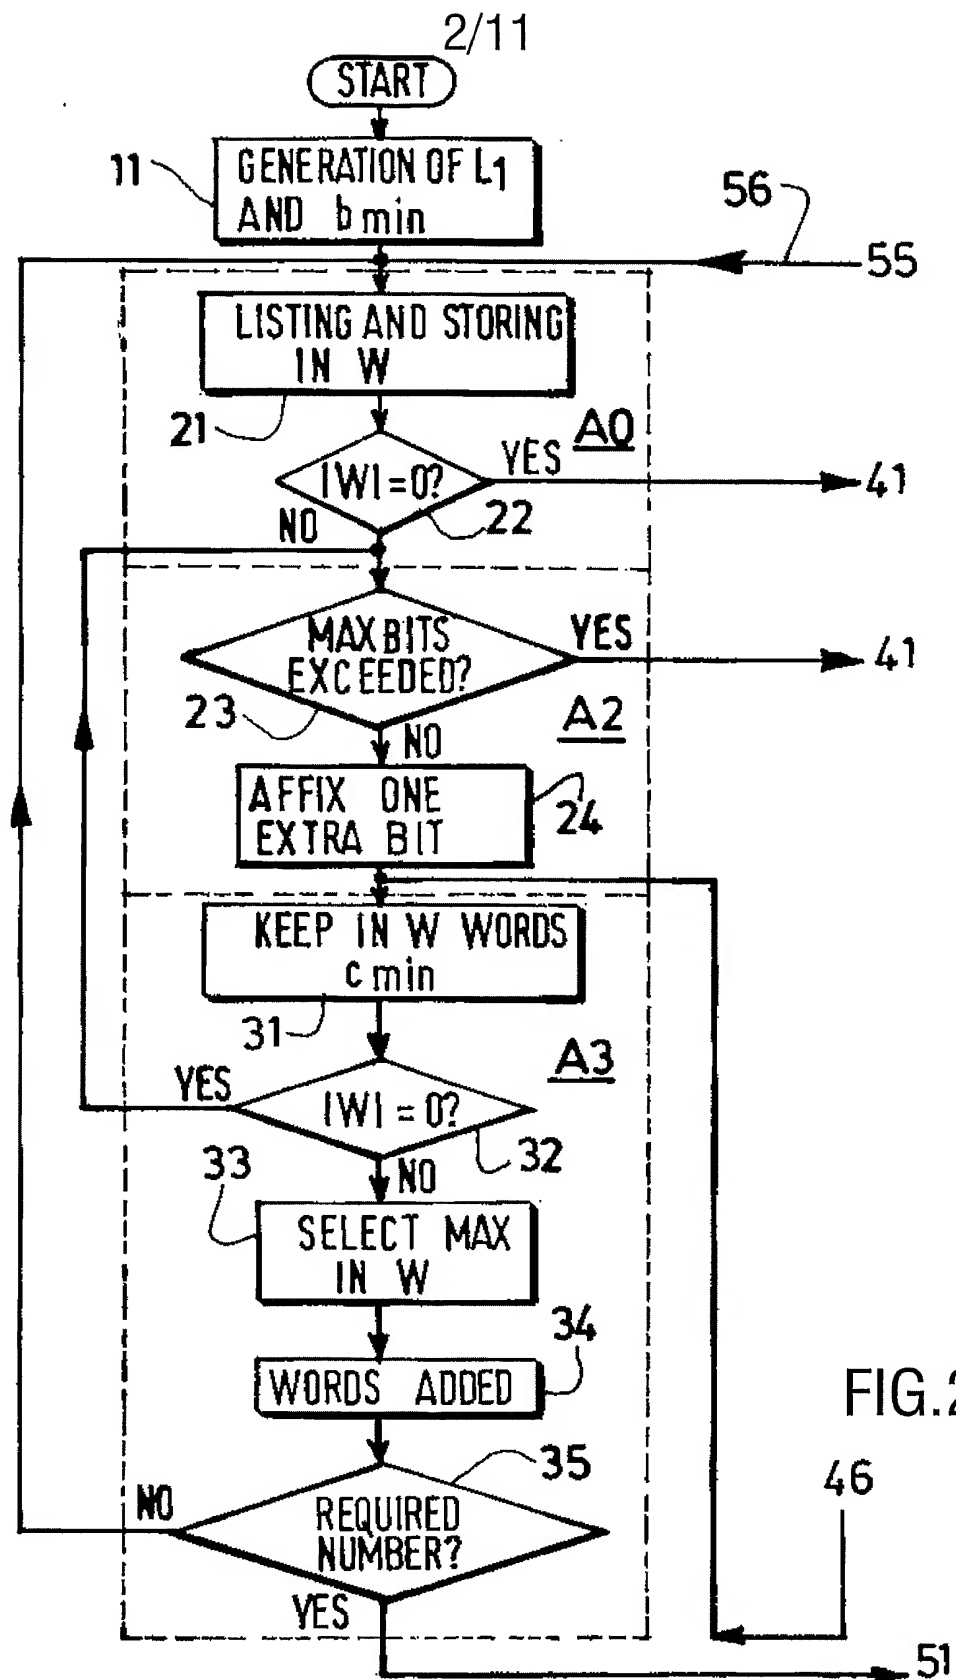 2/11
START
11
GENERATION OF L1
AND b min
56
55
LISTING AND STORING
IN W
21
A0
|W| = 0?
YES
41
NO
22
MAX BITS
EXCEEDED?
YES
41
23
A2
NO
AFFIX ONE
EXTRA BIT
24
KEEP IN W WORDS
c min
31
A3
YES
|W| = 0?
32
33
NO
SELECT MAX
IN W
34
WORDS ADDED
FIG.2
35
46
NO
REQUIRED
NUMBER?
YES
51